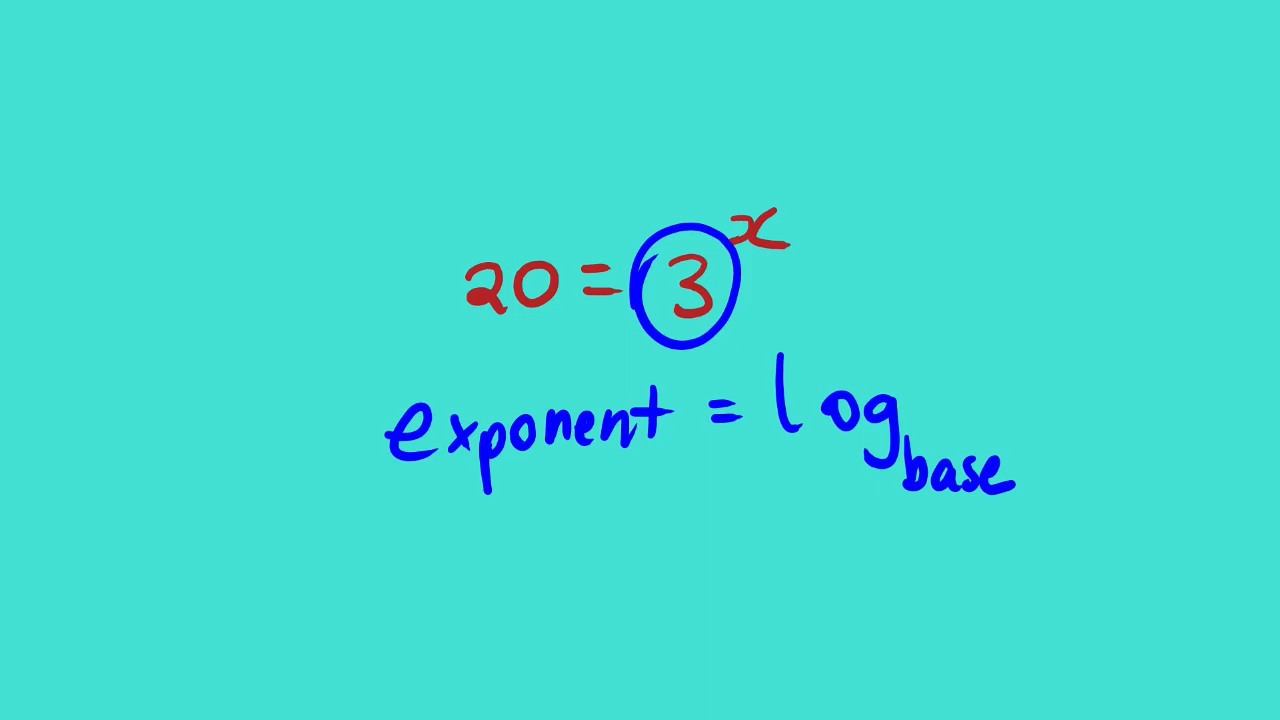 20 = 3^x
exponent = log_base